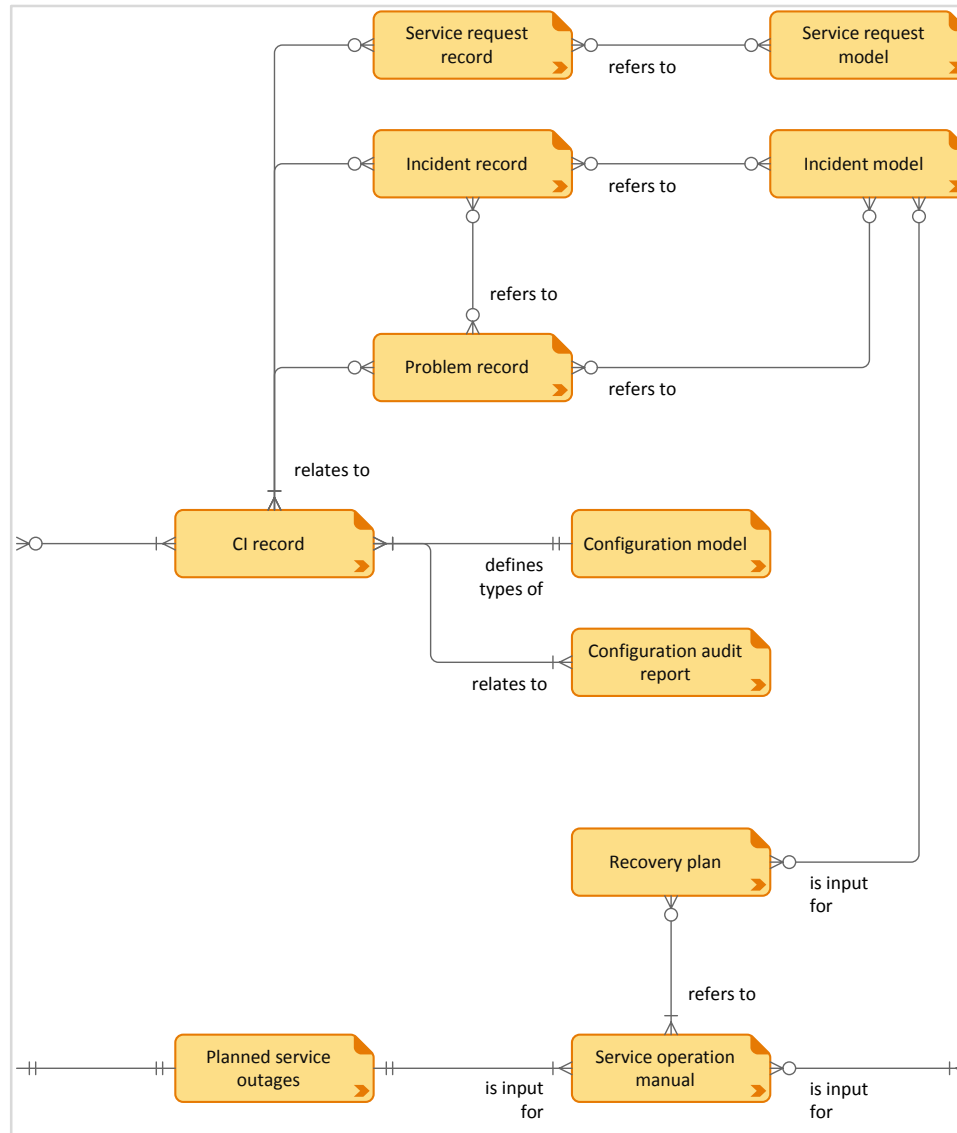 Service request
record
refers to
Service request
model
Incident record
refers to
Incident model
refers to
Problem record
refers to
relates to
CI record
defines
types of
Configuration model
relates to
Configuration audit
report
Recovery plan
is input
for
refers to
Planned service
outages
is input
for
Service operation
manual
is input
for